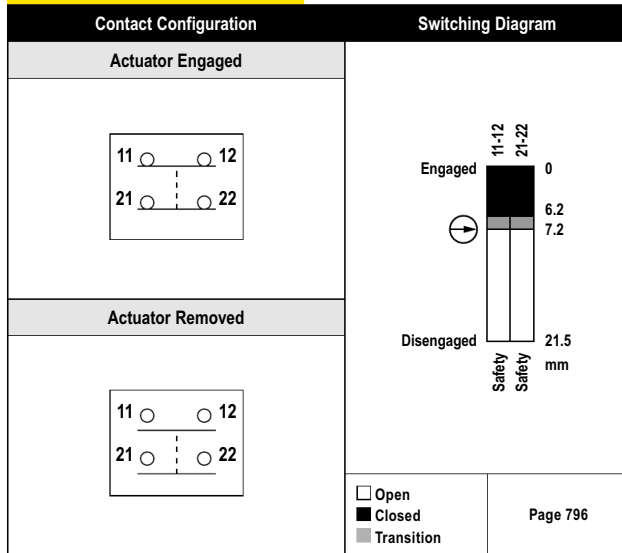 Contact Configuration
Switching Diagram
Actuator Engaged
11 12
21 22
Actuator Removed
11 12
21 22
11-12
21-22
Engaged 0
6.2
7.2
Disengaged 21.5
mm
Safety
Safety
Open
Closed
Transition
Page 796